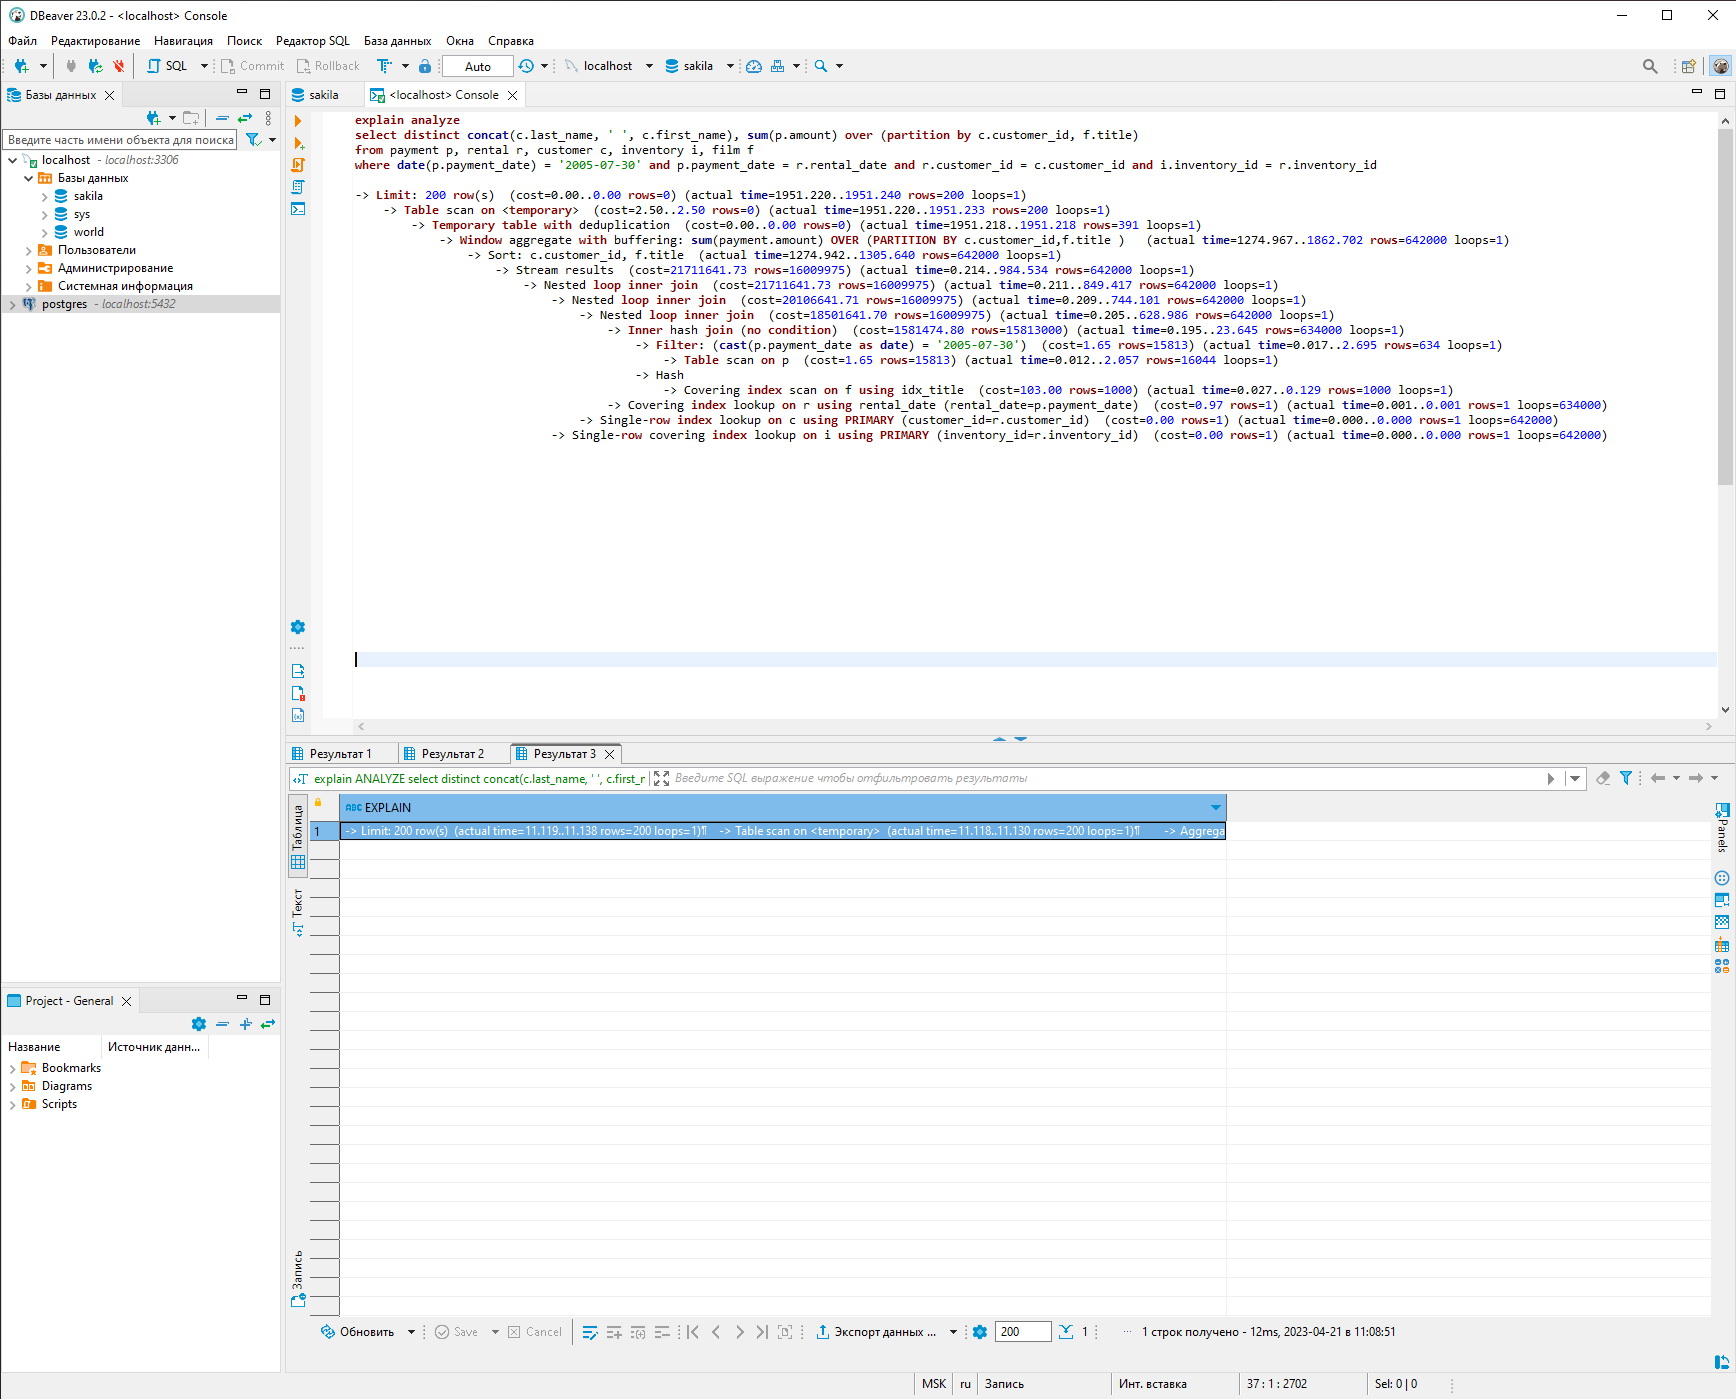 DBeaver 23.0.2 - <localhost> Console
Файл Редактирование Навигация Поиск Редактор SQL База данных Окна Справка
SQL Commit Rollback Auto localhost sakila
Базы данных
Введите часть имени объекта для поиска
localhost - localhost:3306
Базы данных
sakila
sys
world
Пользователи
Администрирование
Системная информация
postgres - localhost:5432
sakila <localhost> Console
explain analyze
select distinct concat(c.last_name, ' ', c.first_name), sum(p.amount) over (partition by c.customer_id, f.title)
from payment p, rental r, customer c, inventory i, film f
where date(p.payment_date) = '2005-07-30' and p.payment_date = r.rental_date and r.customer_id = c.customer_id and i.inventory_id = r.inventory_id
-> Limit: 200 row(s)  (cost=0.00..0.00 rows=0) (actual time=1951.220..1951.240 rows=200 loops=1)
-> Table scan on <temporary>  (cost=2.50..2.50 rows=0) (actual time=1951.220..1951.233 rows=200 loops=1)
-> Temporary table with deduplication  (cost=0.00..0.00 rows=0) (actual time=1951.218..1951.218 rows=391 loops=1)
-> Window aggregate with buffering: sum(payment.amount) OVER (PARTITION BY c.customer_id,f.title )   (actual time=1274.967..1862.702 rows=642000 loops=1)
-> Sort: c.customer_id, f.title  (actual time=1274.942..1305.640 rows=642000 loops=1)
-> Stream results  (cost=21711641.73 rows=16009975) (actual time=0.214..984.534 rows=642000 loops=1)
-> Nested loop inner join  (cost=21711641.73 rows=16009975) (actual time=0.211..849.417 rows=642000 loops=1)
-> Nested loop inner join  (cost=20106641.71 rows=16009975) (actual time=0.209..744.101 rows=642000 loops=1)
-> Nested loop inner join  (cost=18501641.70 rows=16009975) (actual time=0.205..628.986 rows=642000 loops=1)
-> Inner hash join (no condition)  (cost=1581474.80 rows=15813000) (actual time=0.195..23.645 rows=634000 loops=1)
-> Filter: (cast(p.payment_date as date) = '2005-07-30')  (cost=1.65 rows=15813) (actual time=0.017..2.695 rows=634 loops=1)
-> Table scan on p  (cost=1.65 rows=15813) (actual time=0.012..2.057 rows=16044 loops=1)
-> Hash
-> Covering index scan on f using idx_title  (cost=103.00 rows=1000) (actual time=0.027..0.129 rows=1000 loops=1)
-> Covering index lookup on r using rental_date (rental_date=p.payment_date)  (cost=0.97 rows=1) (actual time=0.001..0.001 rows=1 loops=634000)
-> Single-row index lookup on c using PRIMARY (customer_id=r.customer_id)  (cost=0.00 rows=1) (actual time=0.000..0.000 rows=1 loops=642000)
-> Single-row covering index lookup on i using PRIMARY (inventory_id=r.inventory_id)  (cost=0.00 rows=1) (actual time=0.000..0.000 rows=1 loops=642000)
Результат 1 Результат 2 Результат 3
explain ANALYZE select distinct concat(c.last_name, ' ', c.first_n Введите SQL выражение чтобы отфильтровать результаты
Таблица
Текст
Запись
ABC EXPLAIN
1 -> Limit: 200 row(s)  (actual time=11.119..11.138 rows=200 loops=1)¶    -> Table scan on <temporary>  (actual time=11.118..11.130 rows=200 loops=1)¶        -> Aggrega
Panels
Project - General
Название Источник данн...
Bookmarks
Diagrams
Scripts
Обновить Save Cancel Экспорт данных ... 200 1 ... 1 строк получено - 12ms, 2023-04-21 в 11:08:51
MSK ru Запись Инт. вставка 37 : 1 : 2702 Sel: 0 | 0